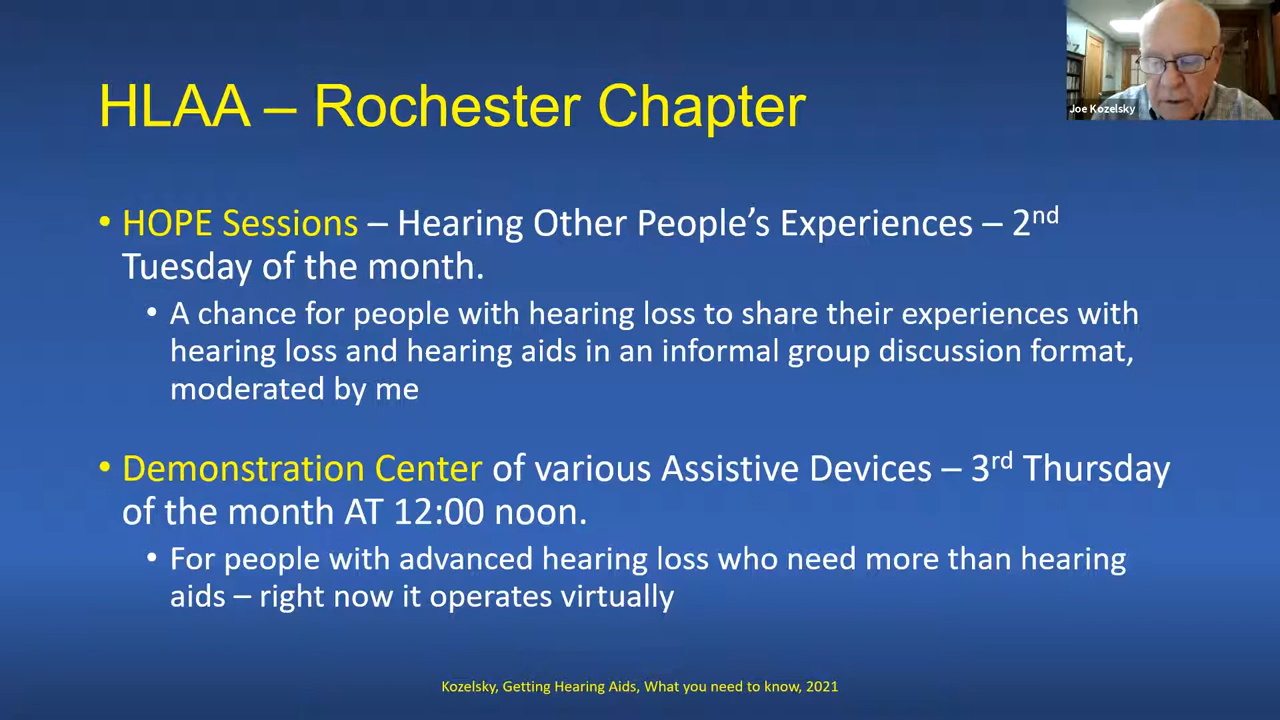 HLAA – Rochester Chapter
Joe Kozelsky
• HOPE Sessions – Hearing Other People’s Experiences – 2nd
Tuesday of the month.
• A chance for people with hearing loss to share their experiences with
hearing loss and hearing aids in an informal group discussion format,
moderated by me
• Demonstration Center of various Assistive Devices – 3rd Thursday
of the month AT 12:00 noon.
• For people with advanced hearing loss who need more than hearing
aids – right now it operates virtually
Kozelsky, Getting Hearing Aids, What you need to know, 2021